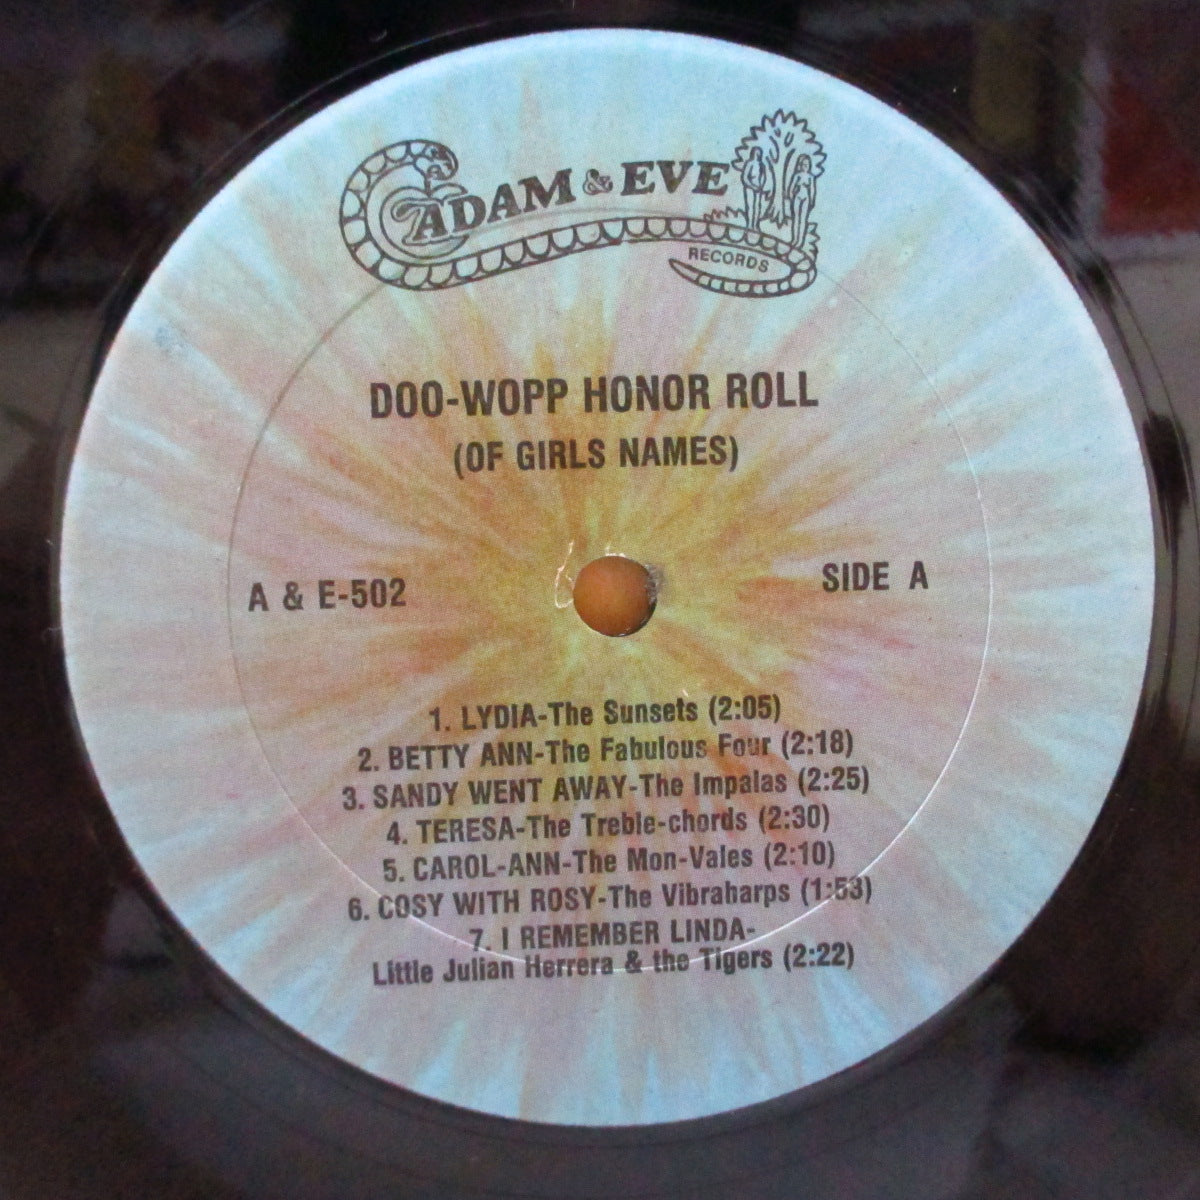 ADAM & EVE
RECORDS
DOO-WOPP HONOR ROLL
(OF GIRLS NAMES)
A & E-502
SIDE A
1. LYDIA-The Sunsets (2:05)
2. BETTY ANN-The Fabulous Four (2:18)
3. SANDY WENT AWAY-The Impalas (2:25)
4. TERESA-The Treble-chords (2:30)
5. CAROL-ANN-The Mon-Vales (2:10)
6. COSY WITH ROSY-The Vibraharps (1:53)
7. I REMEMBER LINDA-
Little Julian Herrera & the Tigers (2:22)